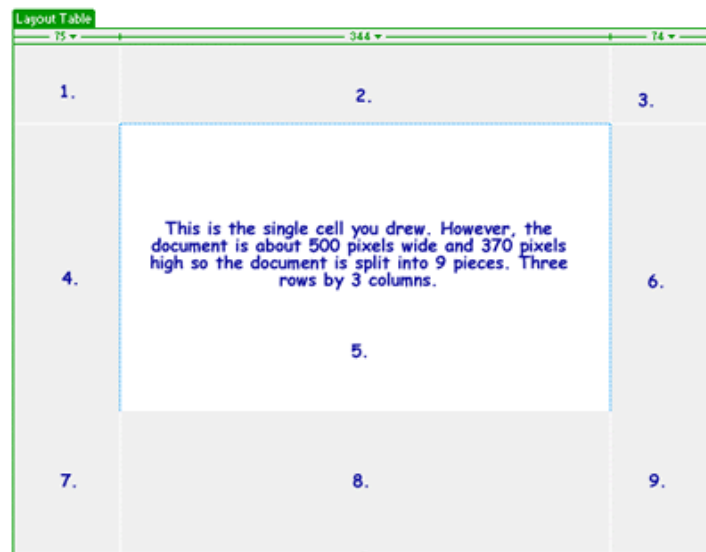 Layout Table
75 344 74
1. 2. 3.
This is the single cell you drew. However, the
document is about 500 pixels wide and 370 pixels
high so the document is split into 9 pieces. Three
rows by 3 columns.
4. 6.
5.
7. 8. 9.